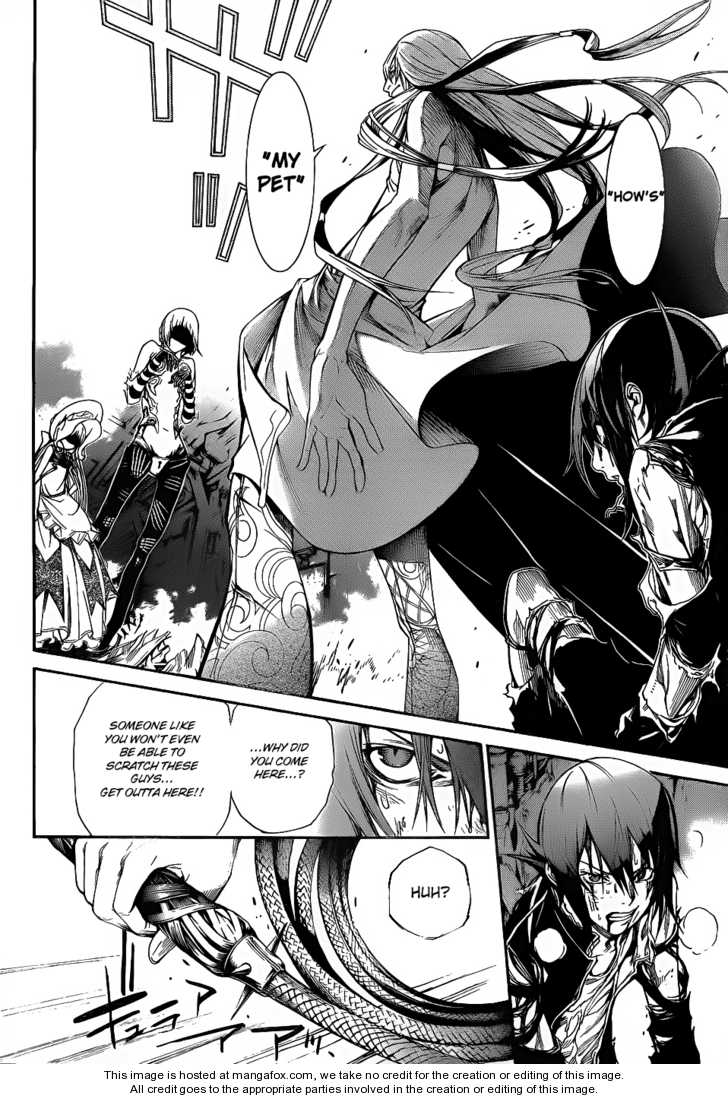 "HOW'S"
"MY
PET"
...WHY DID
YOU COME
HERE...?
SOMEONE LIKE
YOU WON'T EVEN
BE ABLE TO
SCRATCH THESE
GUYS...
GET OUTTA HERE!!
HUH?
This image is hosted at mangafox.com, we take no credit for the creation or editing of this image.
All credit goes to the appropriate parties involved in the creation or editing of this image.